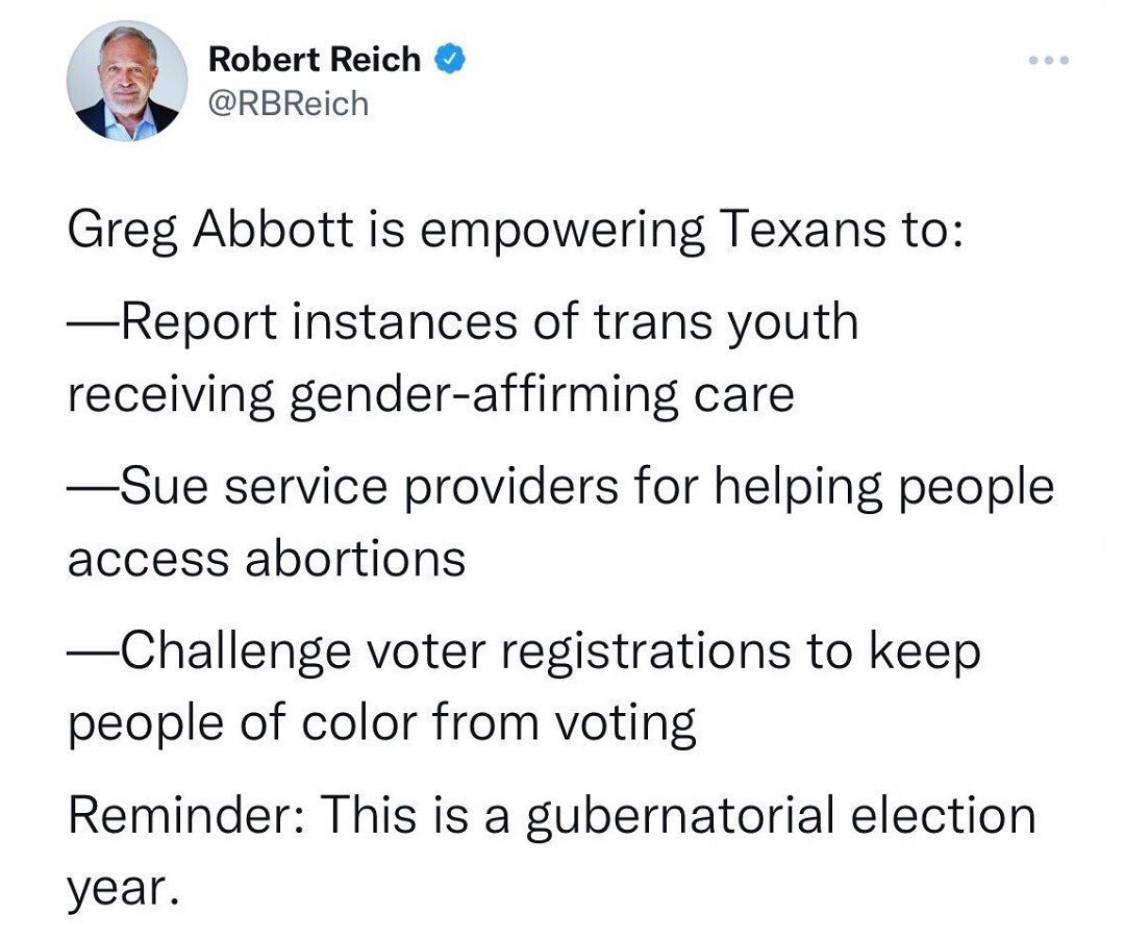 Robert Reich
@RBReich
Greg Abbott is empowering Texans to:
—Report instances of trans youth
receiving gender-affirming care
—Sue service providers for helping people
access abortions
—Challenge voter registrations to keep
people of color from voting
Reminder: This is a gubernatorial election
year.